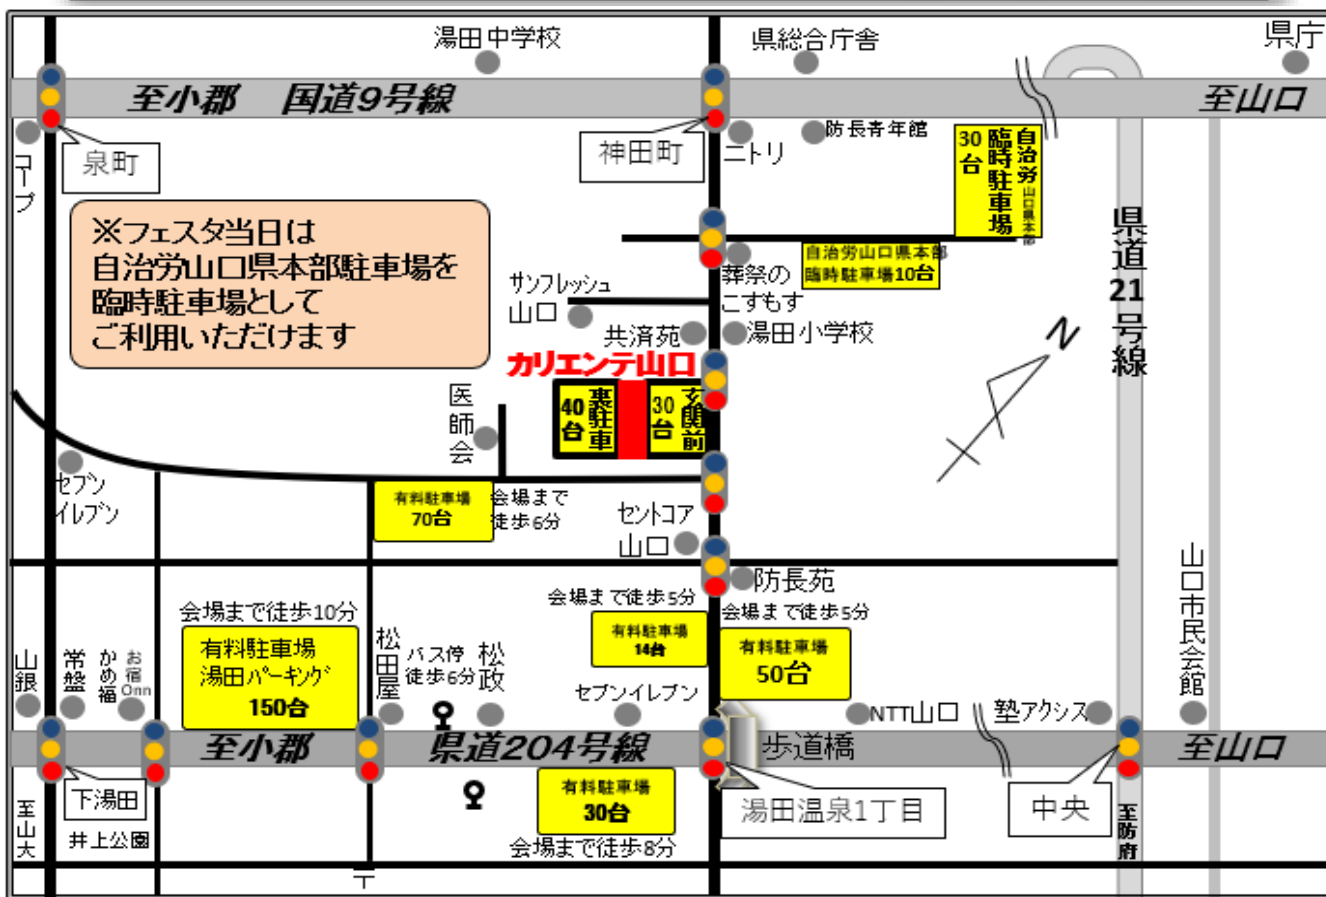 湯田中学校
県総合庁舎
県庁
至小郡 国道9号線
至山口
コープ
泉町
神田町
ニトリ
防長青年館
30台
臨時駐車場
自治労山口県本部
※フェスタ当日は
自治労山口県本部駐車場を
臨時駐車場として
ご利用いただけます
県道21号線
自治労山口県本部
臨時駐車場10台
葬祭の
こすもす
サンフレッシュ
山口
共済苑
湯田小学校
N
カリエンテ山口
40台
裏駐車
30台
玄関前
医師会
セブン
イレブン
有料駐車場
70台
会場まで
徒歩6分
セントコア
山口
防長苑
山口市民会館
会場まで徒歩10分
有料駐車場
湯田パーキング
150台
会場まで徒歩5分
有料駐車場
14台
会場まで徒歩5分
有料駐車場
50台
山銀
常盤
かめ福
お宿Onn
松田屋
バス停
徒歩6分
松政
セブンイレブン
NTT山口
塾アクシス
至小郡
県道204号線
歩道橋
至山口
下湯田
有料駐車場
30台
会場まで徒歩8分
湯田温泉1丁目
中央
至山大
井上公園
至防府
〒